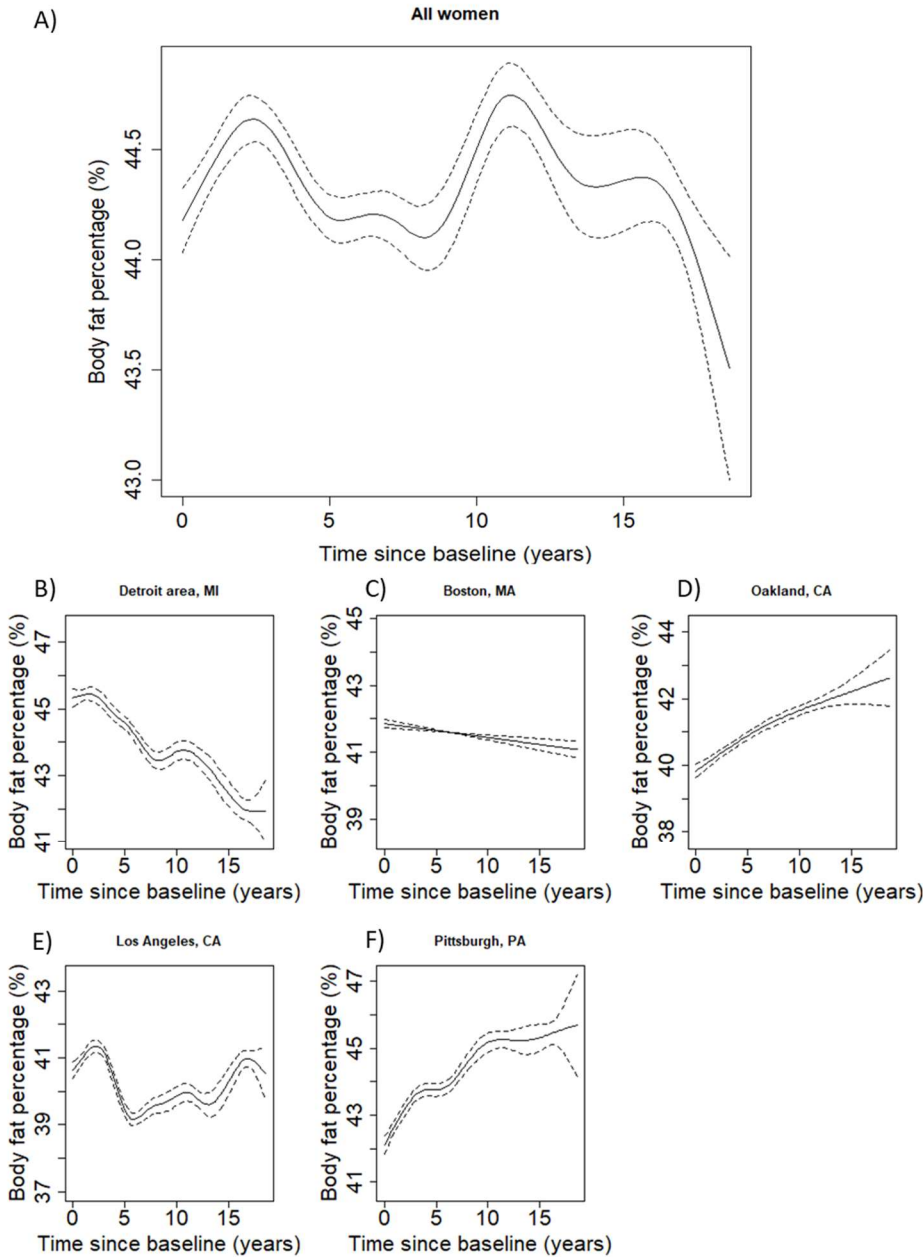 A)
All women
Body fat percentage (%)
44.5
44.0
43.5
43.0
0 5 10 15
Time since baseline (years)
B)
Detroit area, MI
Body fat percentage (%)
47
45
43
41
0 5 10 15
Time since baseline (years)
C)
Boston, MA
Body fat percentage (%)
45
43
41
39
0 5 10 15
Time since baseline (years)
D)
Oakland, CA
Body fat percentage (%)
44
42
40
38
0 5 10 15
Time since baseline (years)
E)
Los Angeles, CA
Body fat percentage (%)
43
41
39
37
0 5 10 15
Time since baseline (years)
F)
Pittsburgh, PA
Body fat percentage (%)
47
45
43
41
0 5 10 15
Time since baseline (years)